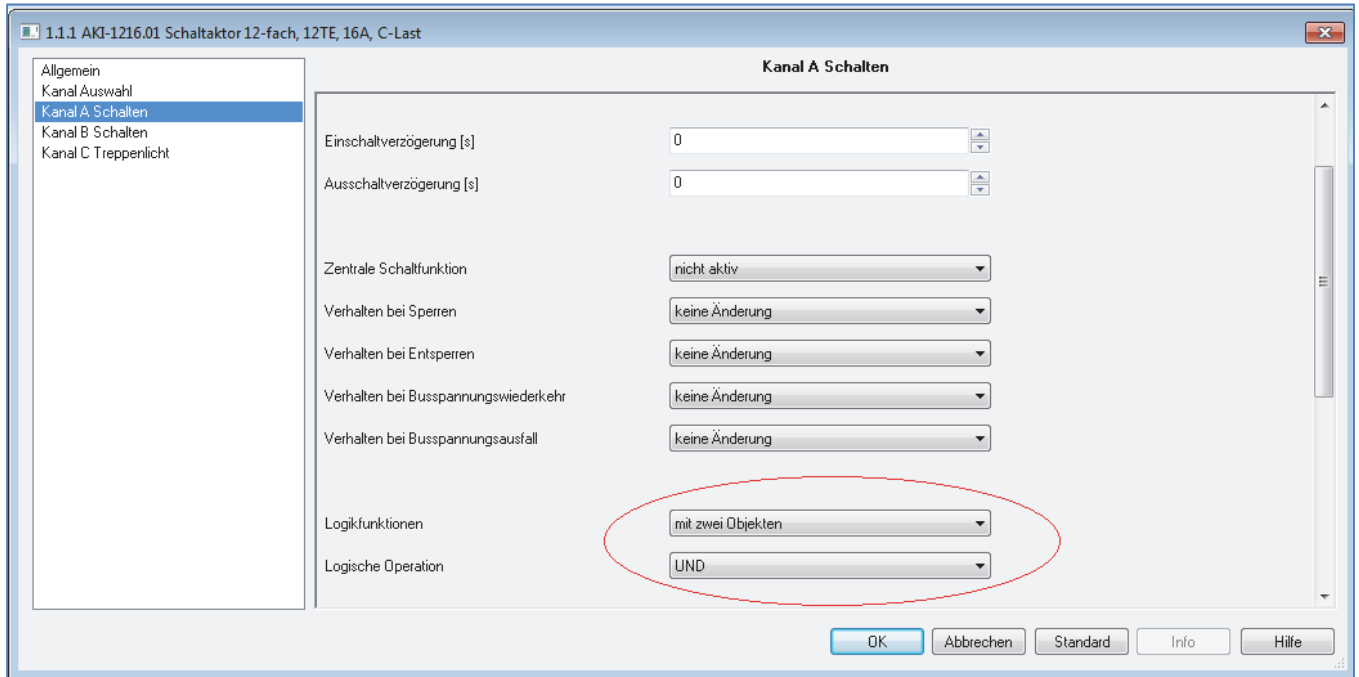 1.1.1 AKI-1216.01 Schaltaktor 12-fach, 12TE, 16A, C-Last
Allgemein
Kanal Auswahl
Kanal A Schalten
Kanal B Schalten
Kanal C Treppenlicht
Kanal A Schalten
Einschaltverzögerung [s] 0
Ausschaltverzögerung [s] 0
Zentrale Schaltfunktion nicht aktiv
Verhalten bei Sperren keine Änderung
Verhalten bei Entsperren keine Änderung
Verhalten bei Busspannungswiederkehr keine Änderung
Verhalten bei Busspannungsausfall keine Änderung
Logikfunktionen mit zwei Objekten
Logische Operation UND
OK Abbrechen Standard Info Hilfe